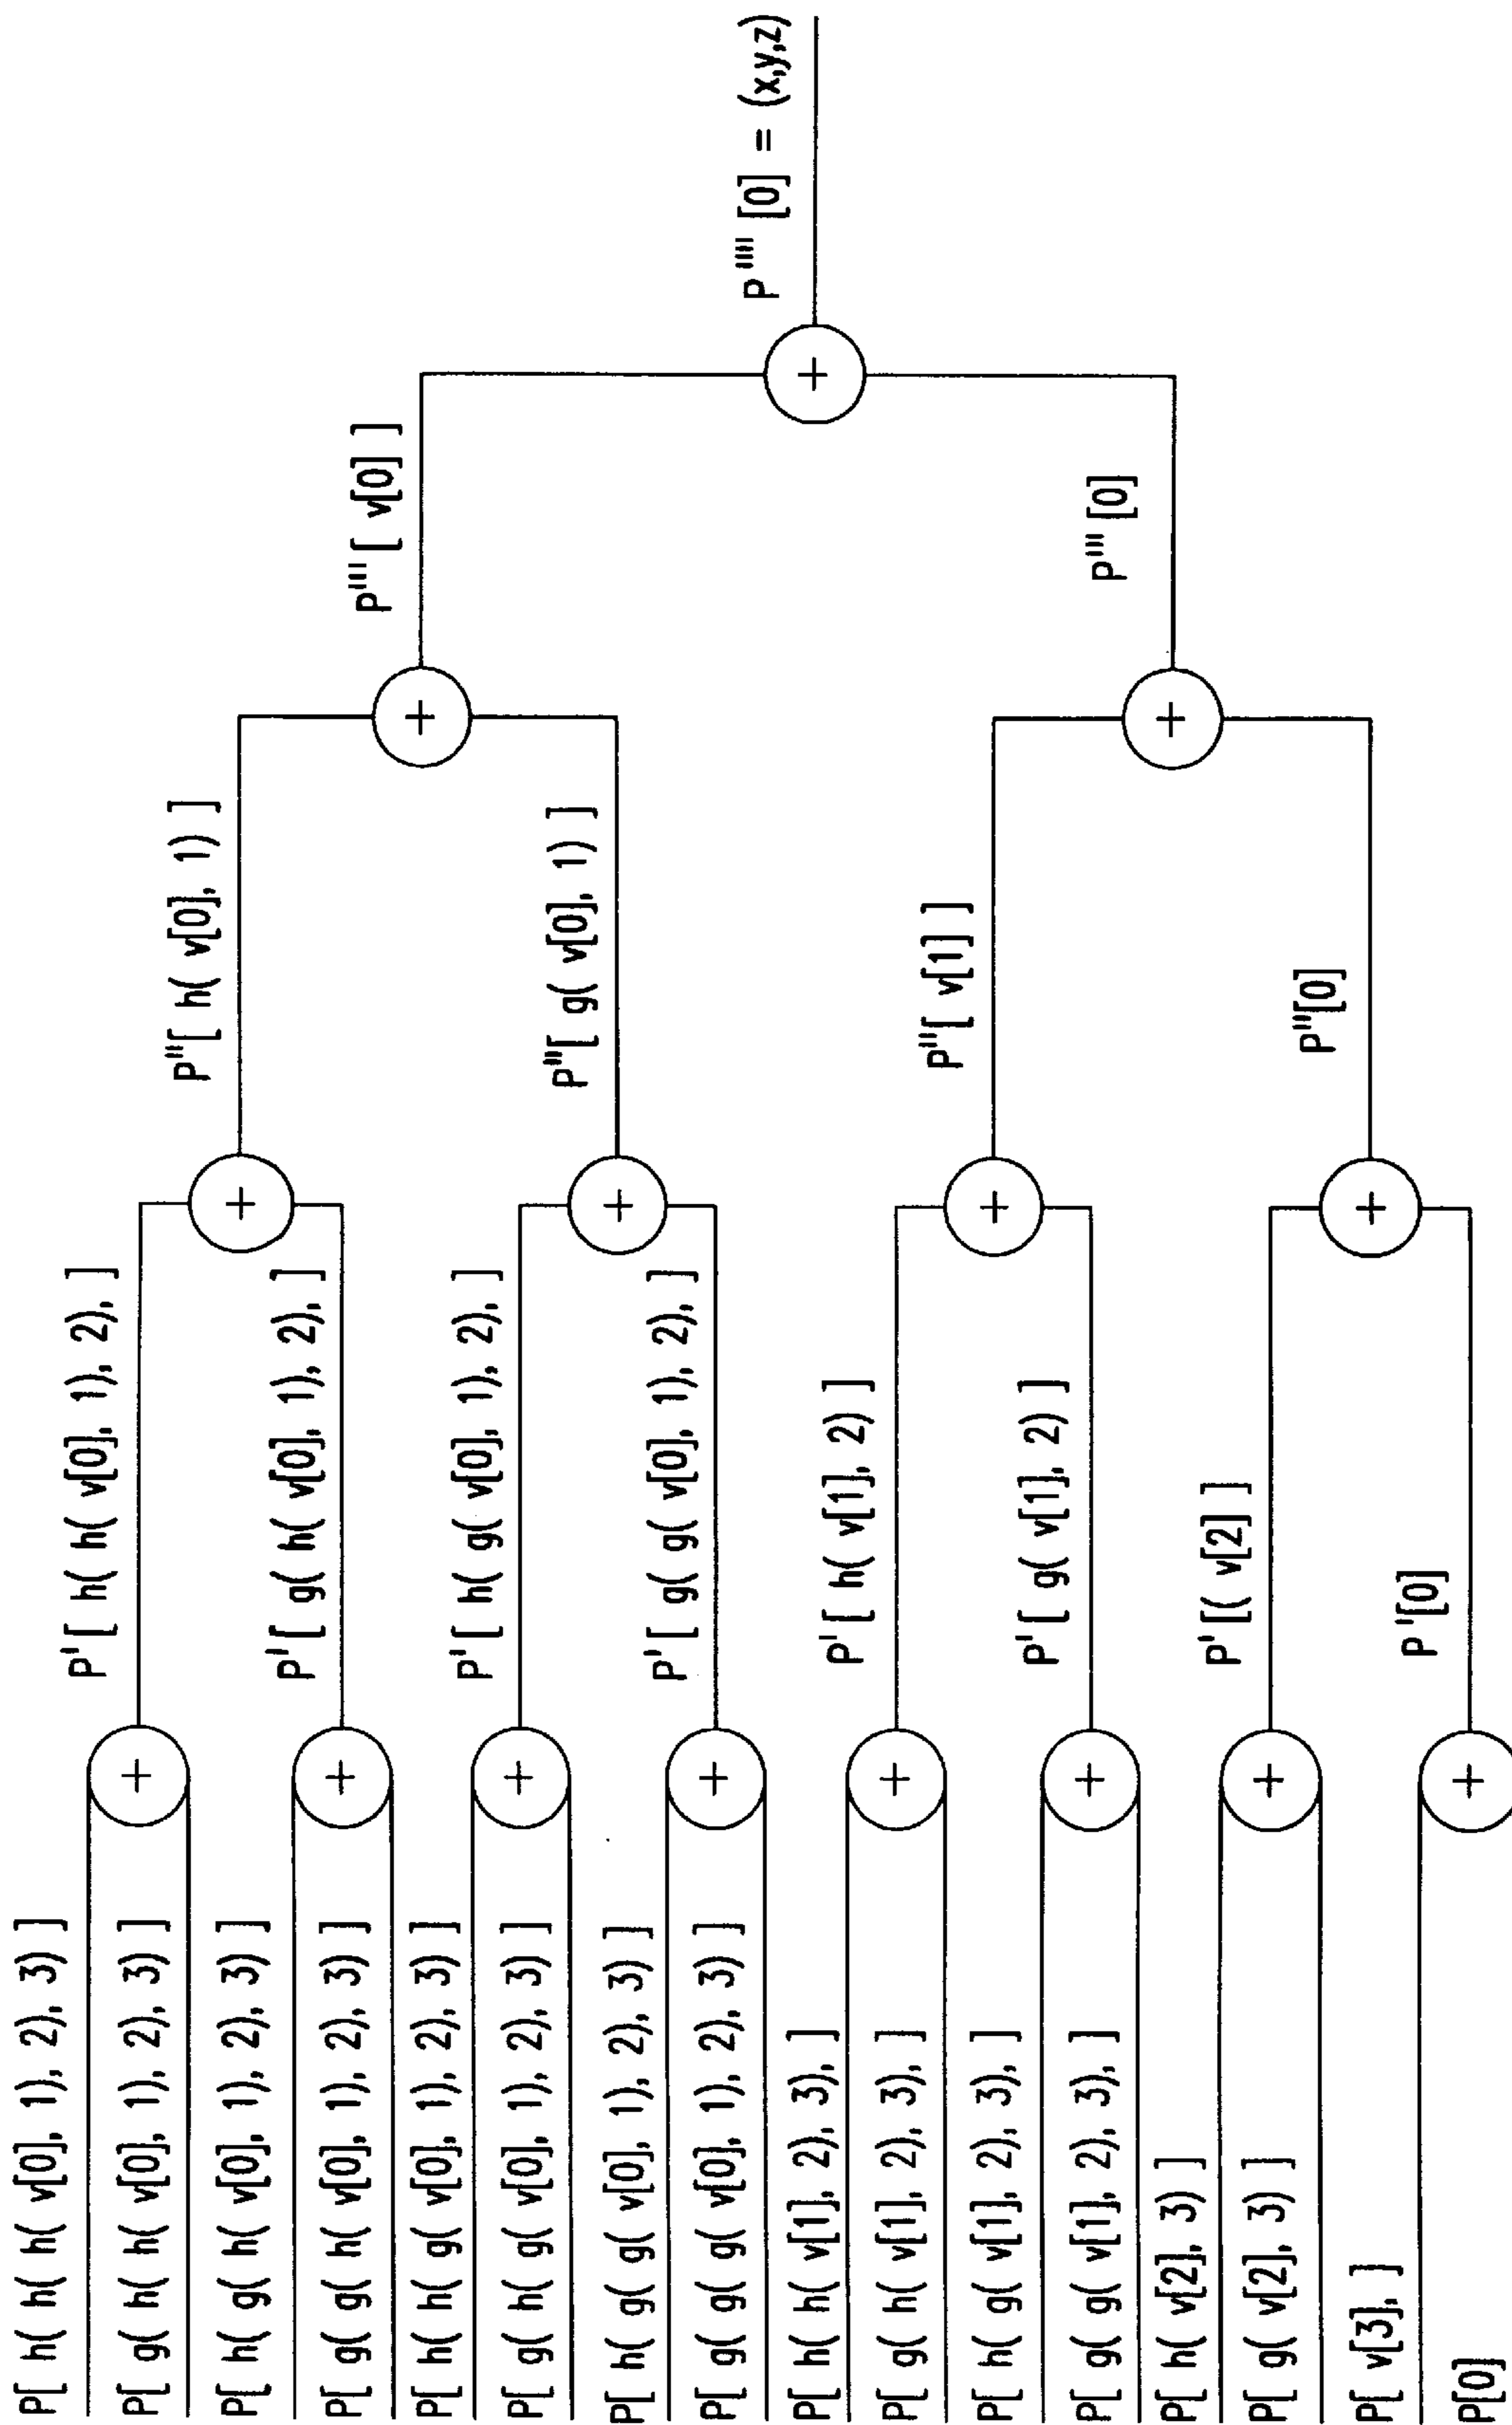 P[ h( h( h( v[0], 1), 2), 3) ]
P[ g( h( h( v[0], 1), 2), 3) ]
P[ h( g( h( v[0], 1), 2), 3) ]
P[ g( g( h( v[0], 1), 2), 3) ]
P[ h( h( g( v[0], 1), 2), 3) ]
P[ g( h( g( v[0], 1), 2), 3) ]
P[ h( g( g( v[0], 1), 2), 3) ]
P[ g( g( g( v[0], 1), 2), 3) ]
P[ h( h( v[1], 2), 3), ]
P[ g( h( v[1], 2), 3), ]
P[ h( g( v[1], 2), 3), ]
P[ g( g( v[1], 2), 3), ]
P[ h( v[2], 3) ]
P[ g( v[2], 3) ]
P[ v[3], ]
P[0]
+
+
+
+
+
+
+
+
P'[ h( h( v[0], 1), 2), ]
P'[ g( h( v[0], 1), 2), ]
P'[ h( g( v[0], 1), 2), ]
P'[ g( g( v[0], 1), 2), ]
P'[ h( v[1], 2) ]
P'[ g( v[1], 2) ]
P'[( v[2] ]
P'[0]
+
+
+
+
P''[ h( v[0], 1) ]
P''[ g( v[0], 1) ]
P''[ v[1] ]
P''[0]
+
+
P'''[ v[0] ]
P'''[0]
+
P''''[0] = (x,y,z)